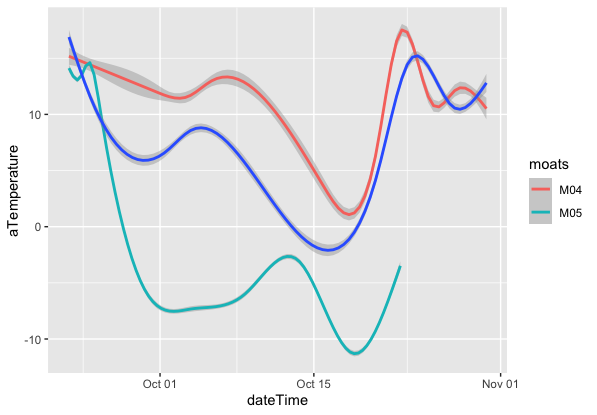 10
0
-10
aTemperature
Oct 01
Oct 15
Nov 01
dateTime
moats
M04
M05